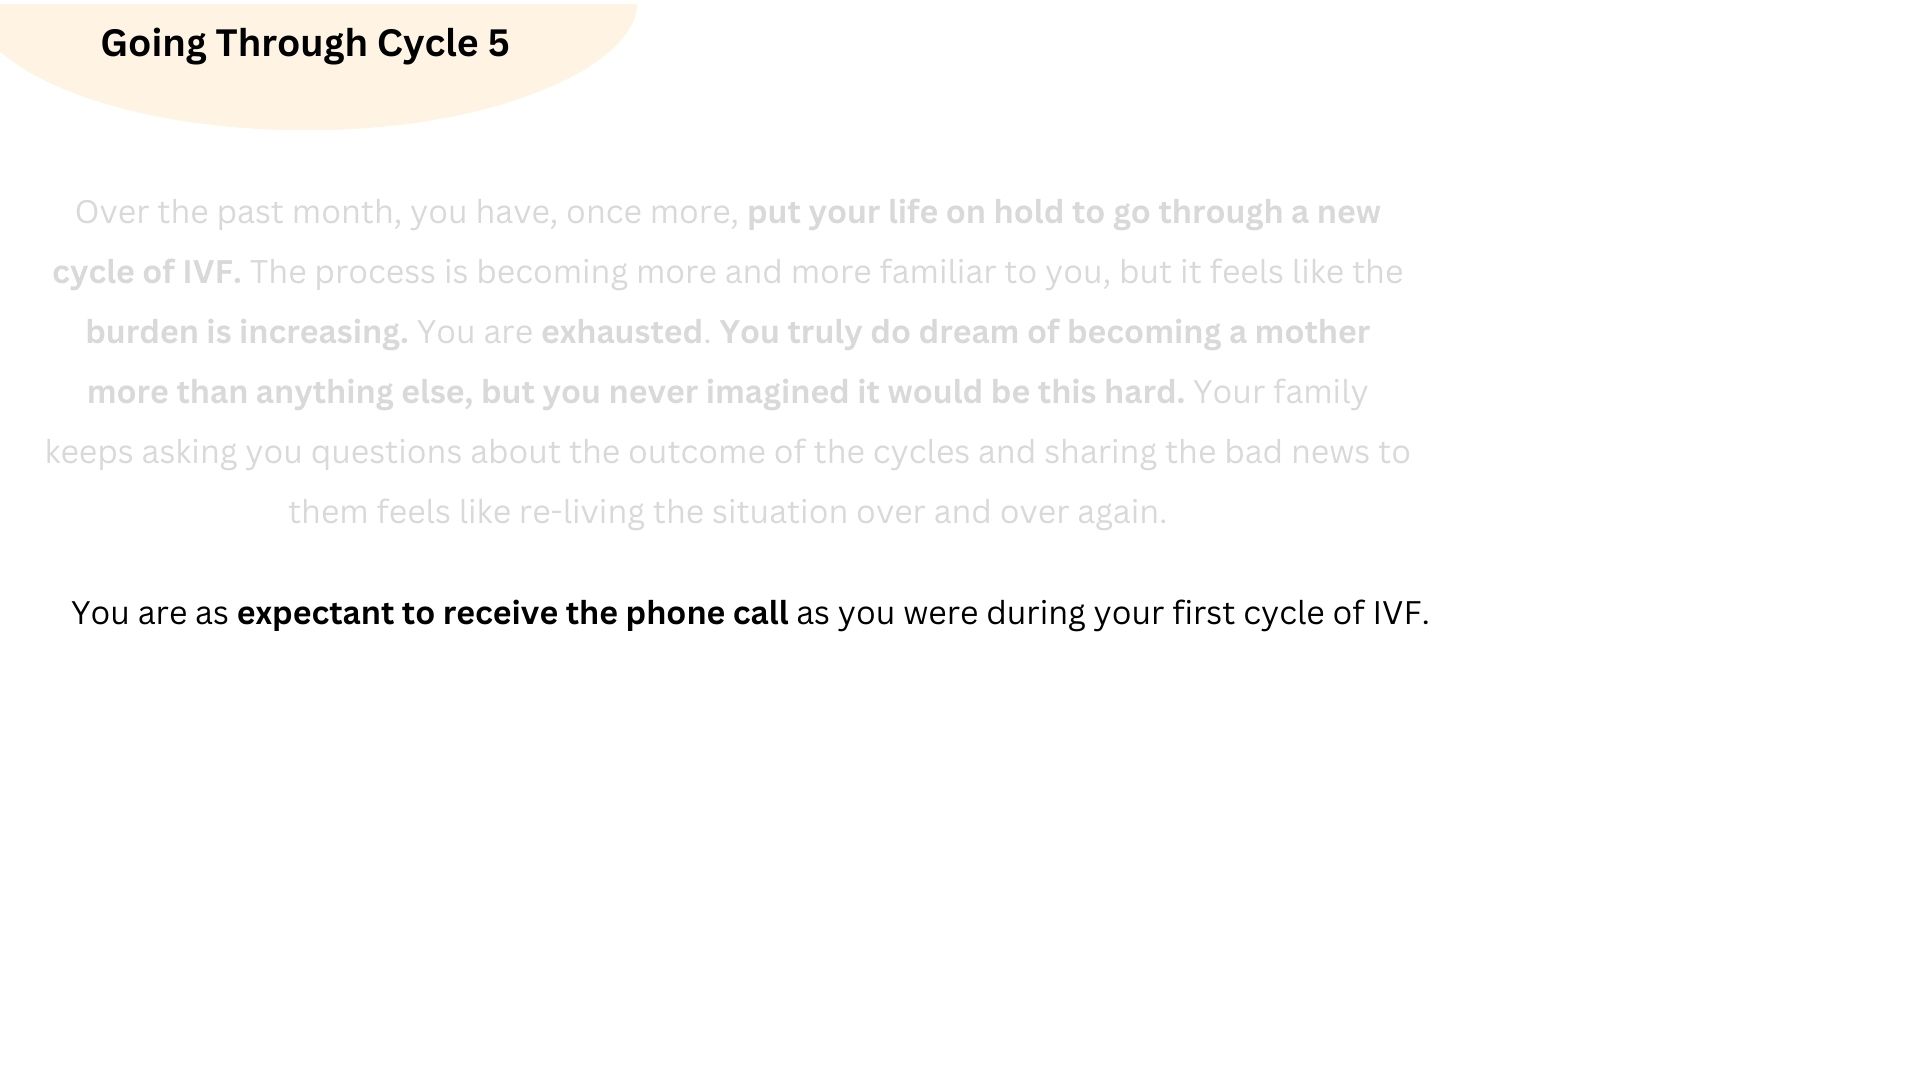 Going Through Cycle 5
Over the past month, you have, once more, put your life on hold to go through a new
cycle of IVF. The process is becoming more and more familiar to you, but it feels like the
burden is increasing. You are exhausted. You truly do dream of becoming a mother
more than anything else, but you never imagined it would be this hard. Your family
keeps asking you questions about the outcome of the cycles and sharing the bad news to
them feels like re-living the situation over and over again.
You are as expectant to receive the phone call as you were during your first cycle of IVF.